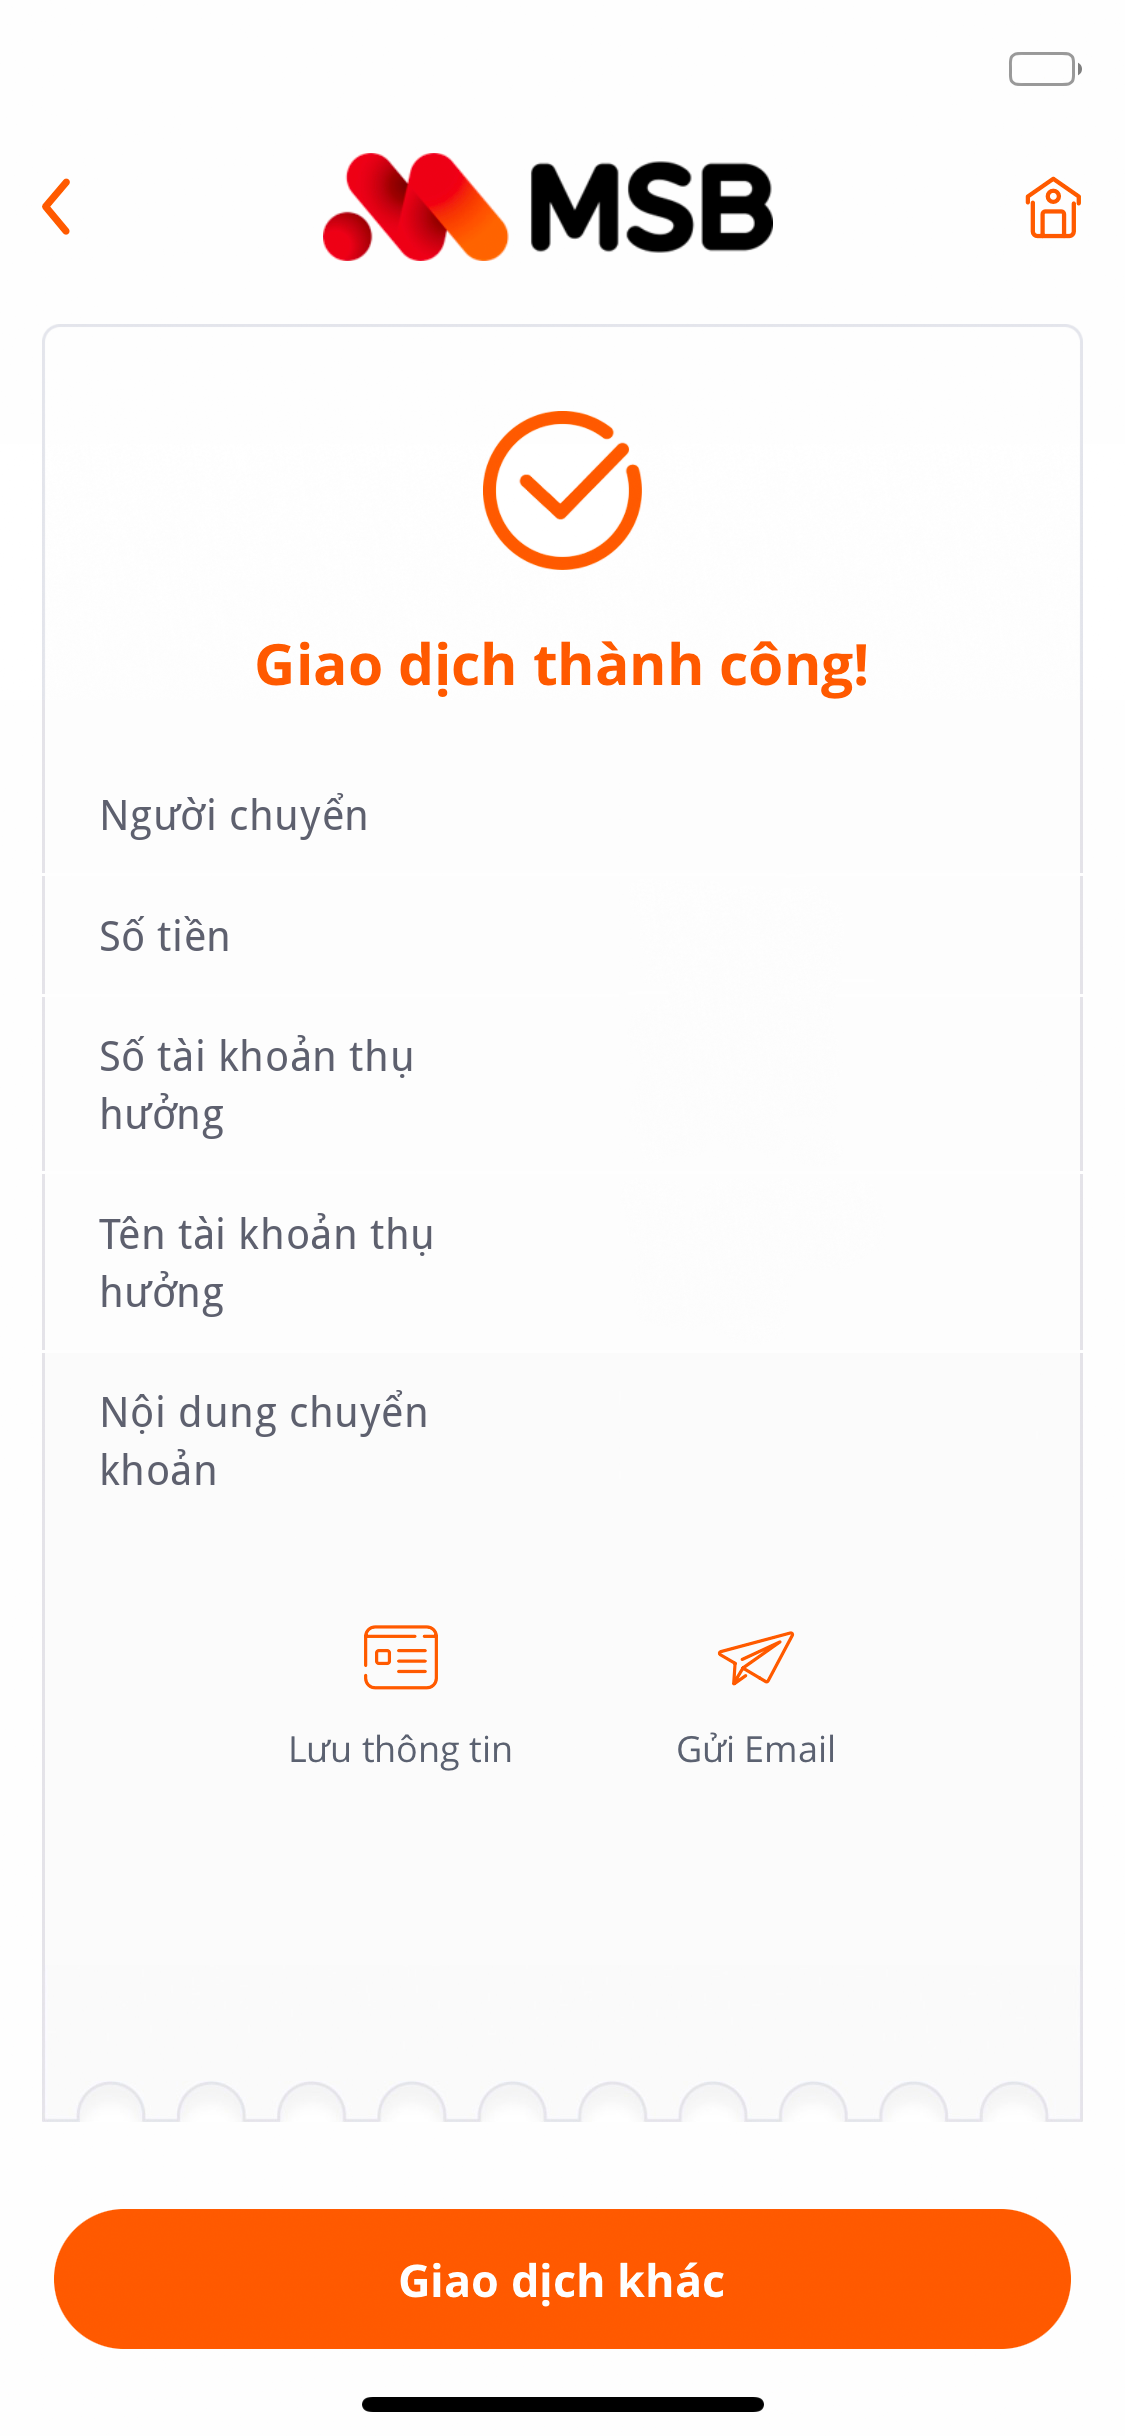 MSB
Giao dịch thành công!
Người chuyển
Số tiền
Số tài khoản thụ
hưởng
Tên tài khoản thụ
hưởng
Nội dung chuyển
khoản
Lưu thông tin
Gửi Email
Giao dịch khác